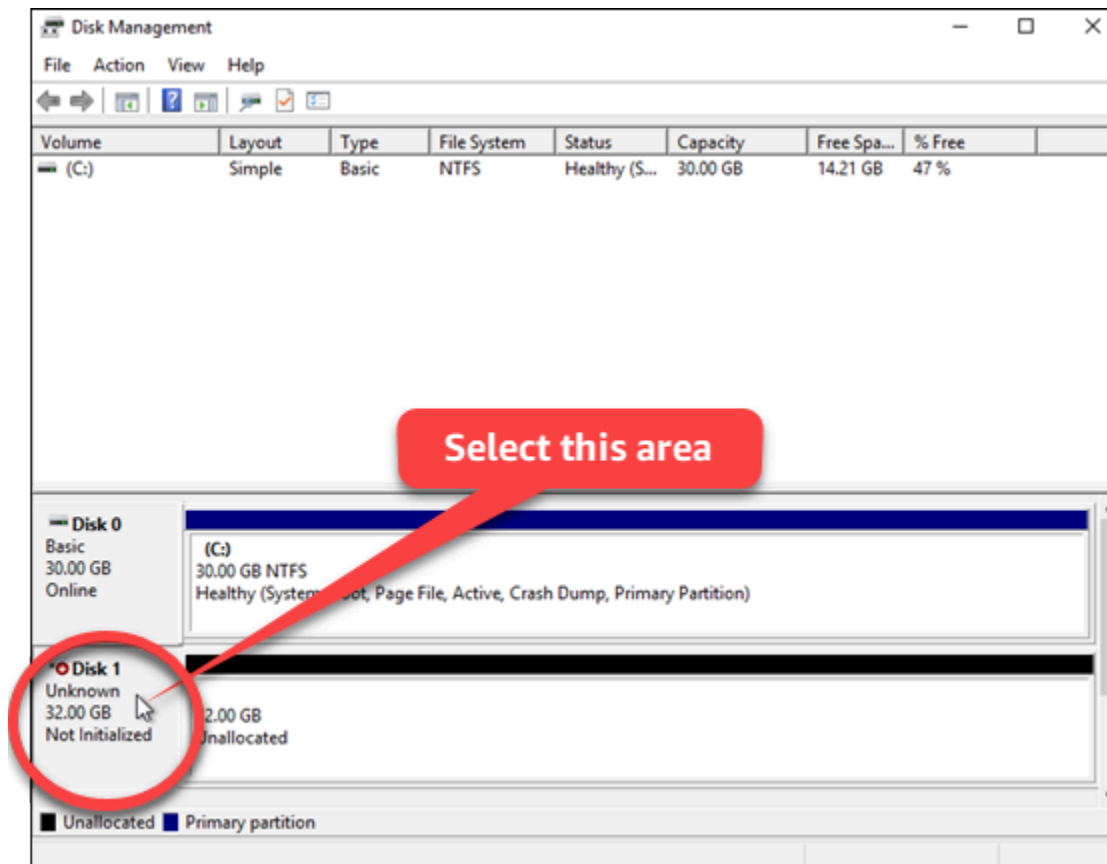 Disk Management
File Action View Help
Volume Layout Type File System Status Capacity Free Spa... % Free
(C:) Simple Basic NTFS Healthy (S... 30.00 GB 14.21 GB 47 %
Select this area
Disk 0
Basic
30.00 GB
Online
(C:)
30.00 GB NTFS
Healthy (System, Page File, Active, Crash Dump, Primary Partition)
Disk 1
Unknown
32.00 GB
Not Initialized
2.00 GB
Unallocated
Unallocated Primary partition